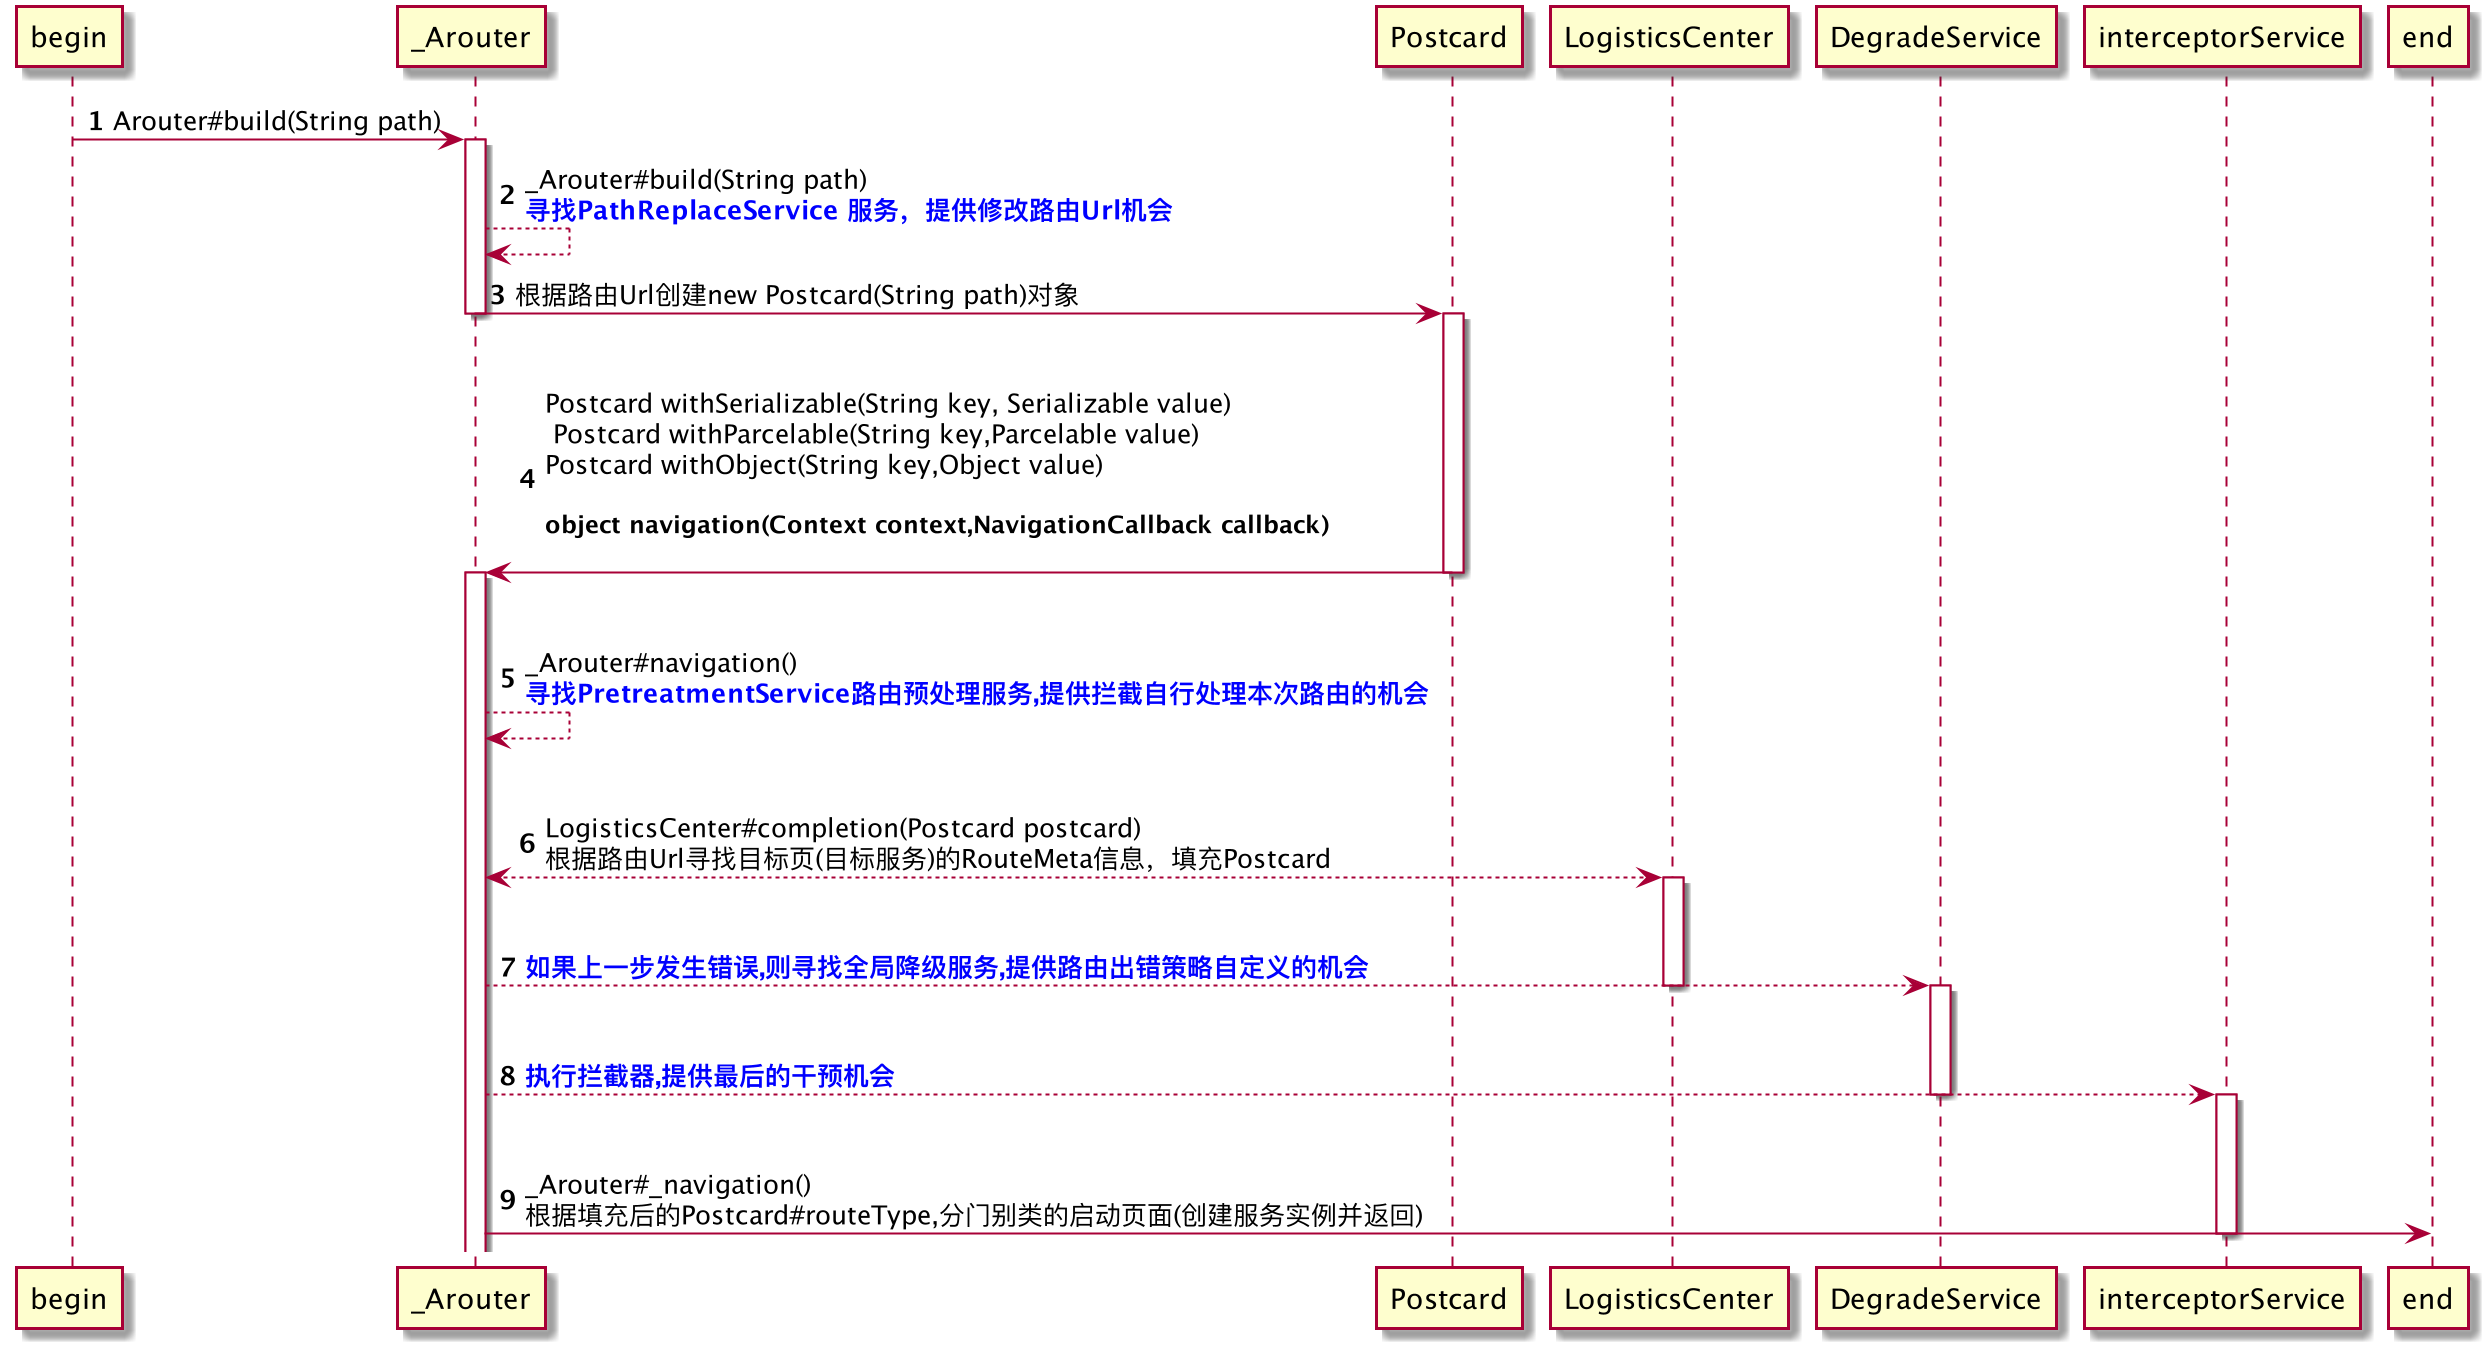 begin _Arouter Postcard LogisticsCenter DegradeService interceptorService end
1 Arouter#build(String path)
2 _Arouter#build(String path)
寻找PathReplaceService 服务，提供修改路由Url机会
3 根据路由Url创建new Postcard(String path)对象
Postcard withSerializable(String key, Serializable value)
Postcard withParcelable(String key,Parcelable value)
Postcard withObject(String key,Object value)
4
object navigation(Context context,NavigationCallback callback)
5 _Arouter#navigation()
寻找PretreatmentService路由预处理服务,提供拦截自行处理本次路由的机会
6 LogisticsCenter#completion(Postcard postcard)
根据路由Url寻找目标页(目标服务)的RouteMeta信息，填充Postcard
7 如果上一步发生错误,则寻找全局降级服务,提供路由出错策略自定义的机会
8 执行拦截器,提供最后的干预机会
9 _Arouter#_navigation()
根据填充后的Postcard#routeType,分门别类的启动页面(创建服务实例并返回)
begin _Arouter Postcard LogisticsCenter DegradeService interceptorService end